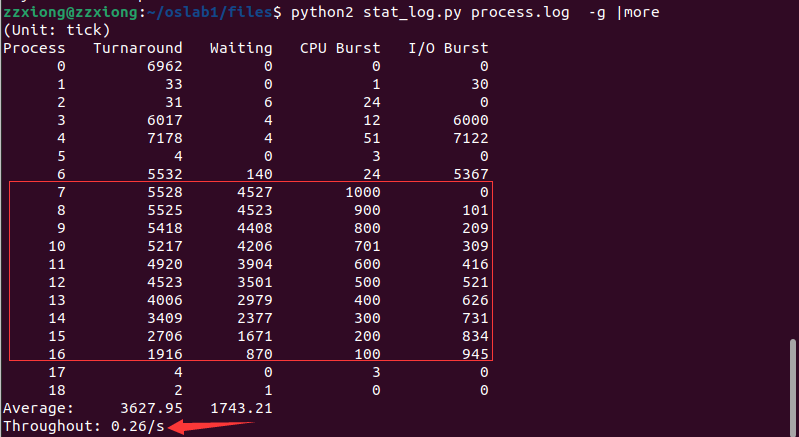 zzxiong@zzxiong:~/oslab1/files$ python2 stat_log.py process.log  -g |more
(Unit: tick)
Process   Turnaround   Waiting   CPU Burst   I/O Burst
      0         6962         0           0           0
      1           33         0           1          30
      2           31         6          24           0
      3         6017         4          12        6000
      4         7178         4          51        7122
      5            4         0           3           0
      6         5532       140          24        5367
      7         5528      4527        1000           0
      8         5525      4523         900         101
      9         5418      4408         800         209
     10         5217      4206         701         309
     11         4920      3904         600         416
     12         4523      3501         500         521
     13         4006      2979         400         626
     14         3409      2377         300         731
     15         2706      1671         200         834
     16         1916       870         100         945
     17            4         0           3           0
     18            2         1           0           0
Average:     3627.95   1743.21
Throughout: 0.26/s